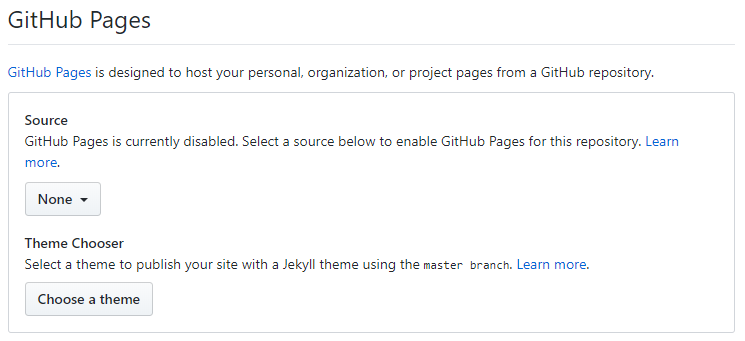 GitHub Pages
GitHub Pages is designed to host your personal, organization, or project pages from a GitHub repository.
Source
GitHub Pages is currently disabled. Select a source below to enable GitHub Pages for this repository. Learn
more.
None
Theme Chooser
Select a theme to publish your site with a Jekyll theme using the master branch. Learn more.
Choose a theme